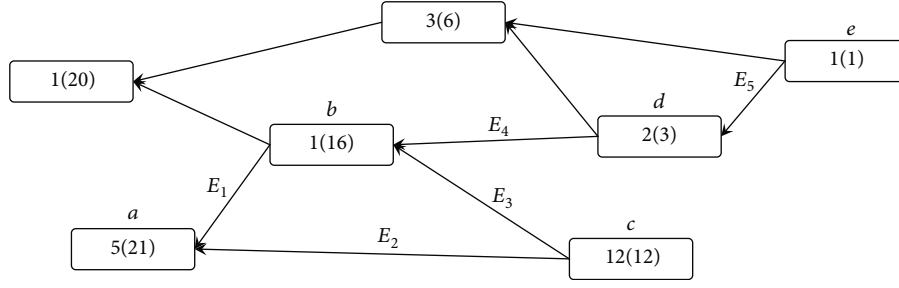 3(6)
e
1(1)
1(20)
E5
b
d
1(16)
E4
2(3)
E1
E3
a
c
5(21)
E2
12(12)